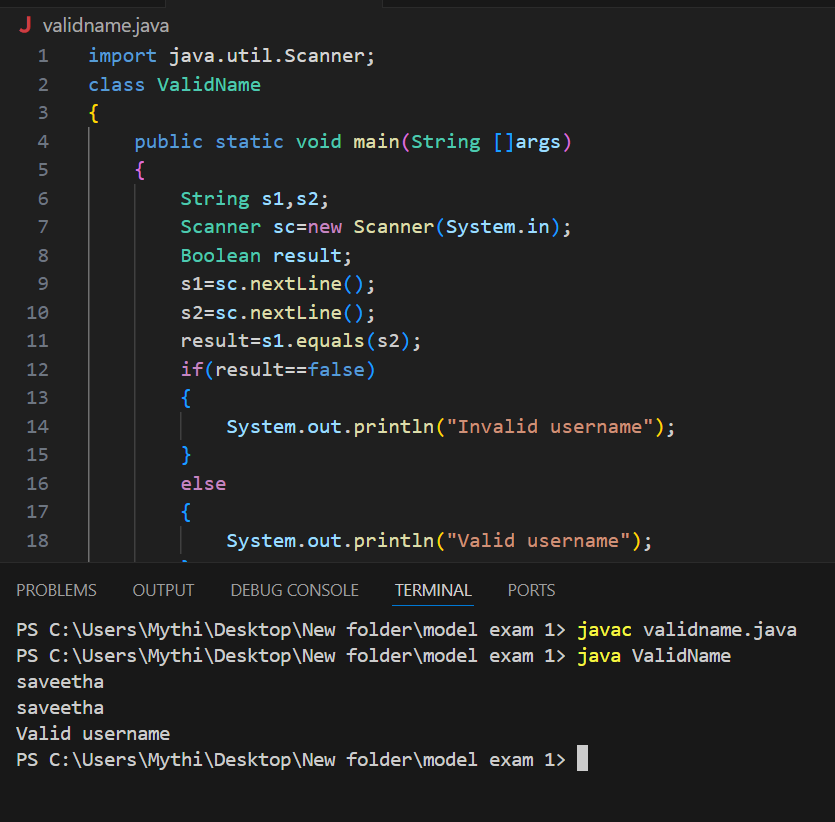 J validname.java
1 import java.util.Scanner;
2 class ValidName
3 {
4 public static void main(String []args)
5 {
6 String s1,s2;
7 Scanner sc=new Scanner(System.in);
8 Boolean result;
9 s1=sc.nextLine();
10 s2=sc.nextLine();
11 result=s1.equals(s2);
12 if(result==false)
13 {
14 System.out.println("Invalid username");
15 }
16 else
17 {
18 System.out.println("Valid username");
PROBLEMS OUTPUT DEBUG CONSOLE TERMINAL PORTS
PS C:\Users\Mythi\Desktop\New folder\model exam 1> javac validname.java
PS C:\Users\Mythi\Desktop\New folder\model exam 1> java ValidName
saveetha
saveetha
Valid username
PS C:\Users\Mythi\Desktop\New folder\model exam 1>